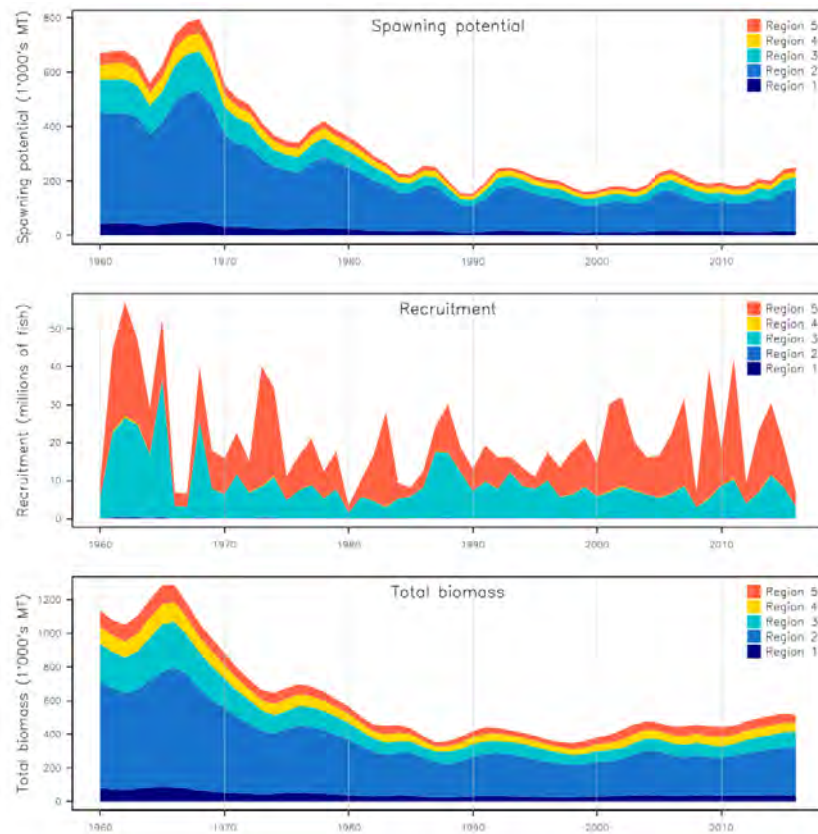 Spawning potential
Spawning potential (1'000's MT)
800
600
400
200
0
Region 5
Region 4
Region 3
Region 2
Region 1
1960 1970 1980 1990 2000 2010
Recruitment
Recruitment (millions of fish)
50
40
30
20
10
0
Region 5
Region 4
Region 3
Region 2
Region 1
1960 1970 1980 1990 2000 2010
Total biomass
Total biomass (1'000's MT)
1200
1000
800
600
400
200
0
Region 5
Region 4
Region 3
Region 2
Region 1
1960 1970 1980 1990 2000 2010